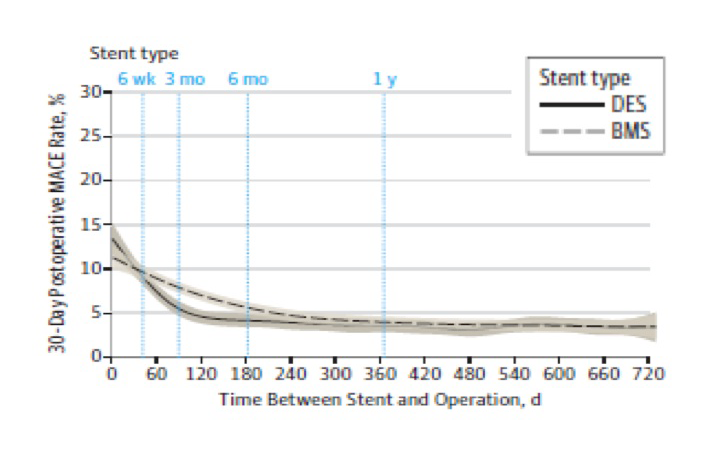 Stent type
6 wk 3 mo 6 mo 1 y
Stent type
DES
BMS
30-Day Postoperative MACE Rate, %
30
25
20
15
10
5
0
0 60 120 180 240 300 360 420 480 540 600 660 720
Time Between Stent and Operation, d